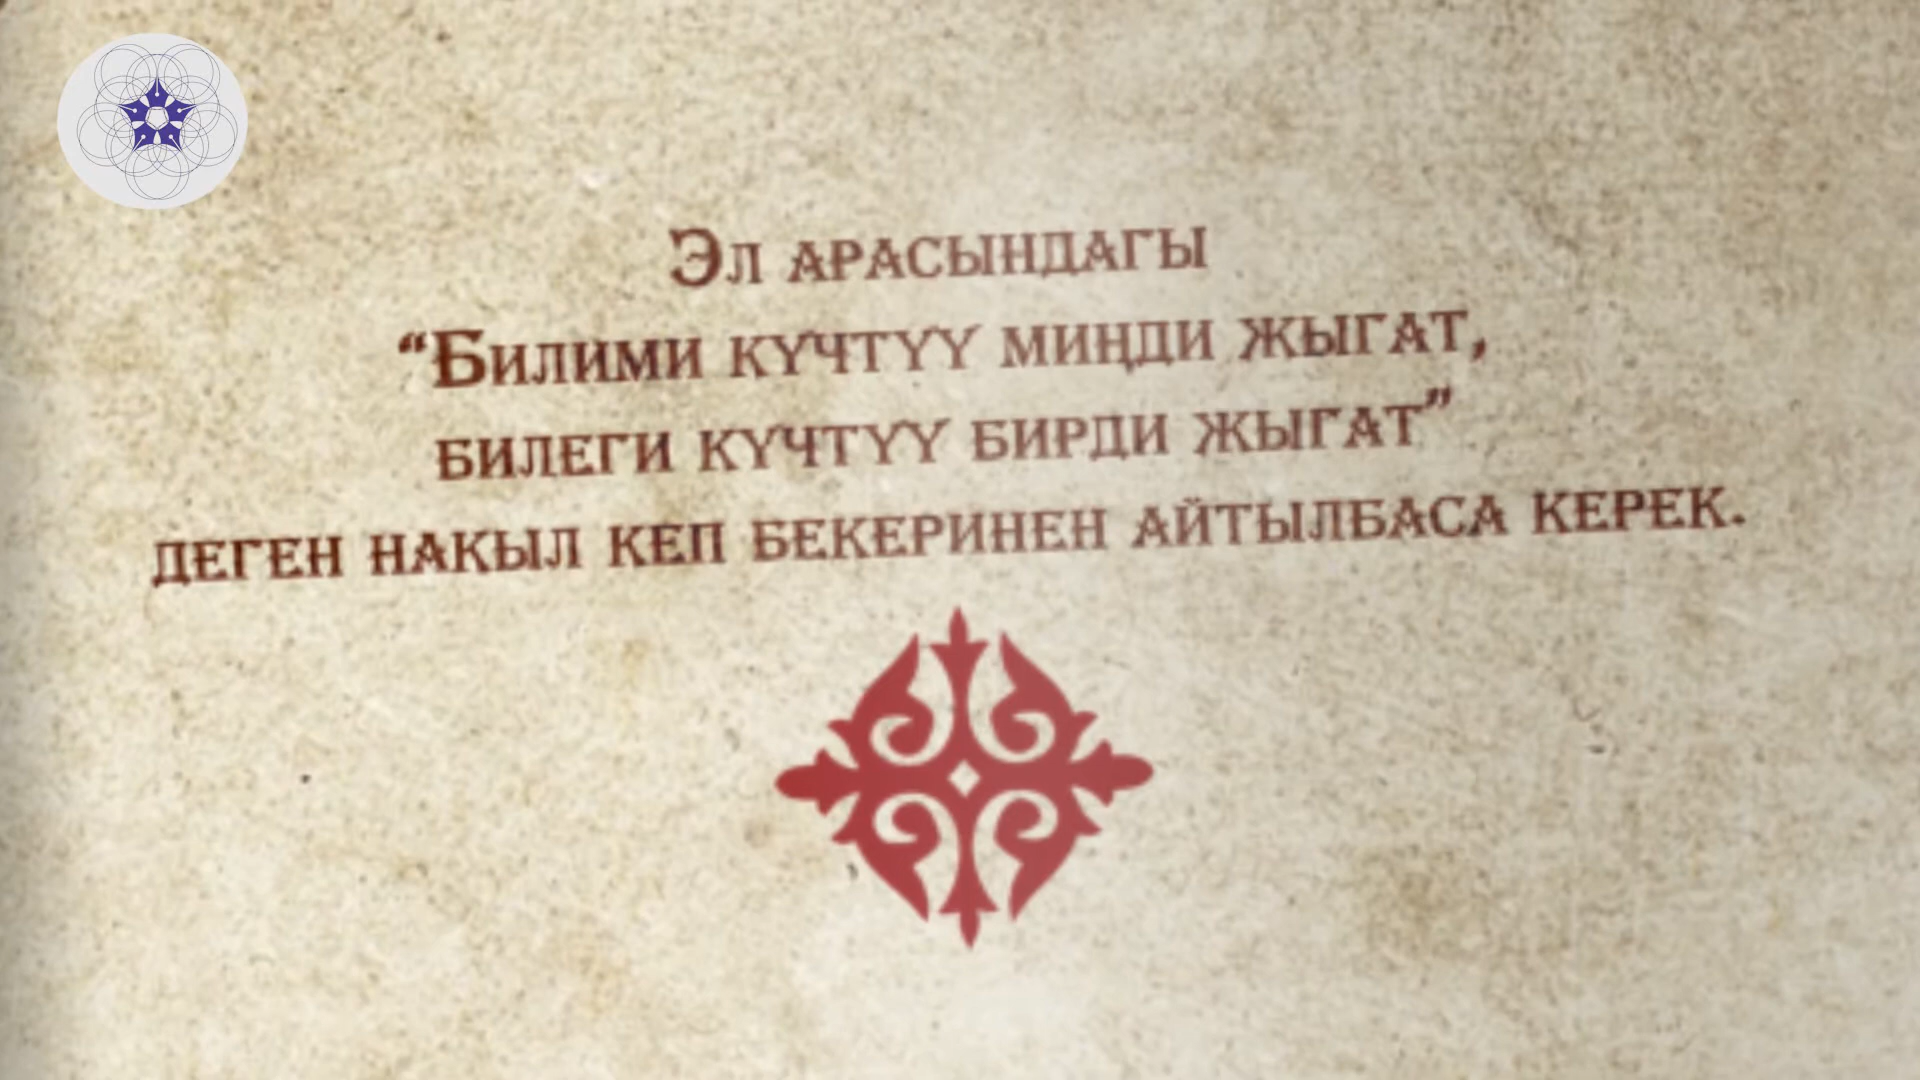 Эл арасындагы
“Билими күчтүү миңди жыгат,
билеги күчтүү бирди жыгат”
деген накыл кеп бекеринен айтылбаса керек.